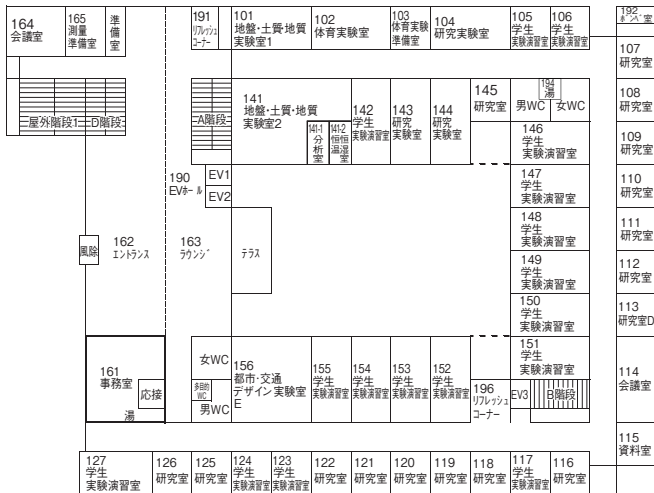 164
会議室
165
測量
準備室
準
備
室
191
ﾘﾌﾚｯｼｭ
ｺｰﾅｰ
101
地盤・土質・地質
実験室1
102
体育実験室
103
体育実験
準備室
104
研究実験室
105
学生
実験演習室
106
学生
実験演習室
192
ﾎﾞﾝﾍﾞ室
107
研究室
屋外階段1
D階段
A階段
141
地盤・土質・地質
実験室2
141-1
分
析
室
141-2
恒恒
温湿
室
142
学生
実験演習室
143
研究
実験室
144
研究
実験室
145
研究室
男WC
194
湯
女WC
108
研究室
146
学生
実験演習室
109
研究室
190
EVﾎｰﾙ
EV1
EV2
147
学生
実験演習室
110
研究室
148
学生
実験演習室
111
研究室
風除
162
ｴﾝﾄﾗﾝｽ
163
ﾗｳﾝｼﾞ
ﾃﾗｽ
149
学生
実験演習室
112
研究室
150
学生
実験演習室
113
研究室D
161
事務室
応接
湯
女WC
多目的
WC
男WC
156
都市・交通
デザイン実験室
E
155
学生
実験演習室
154
学生
実験演習室
153
学生
実験演習室
152
学生
実験演習室
151
学生
実験演習室
196
ﾘﾌﾚｯｼｭ
ｺｰﾅｰ
EV3
B階段
114
会議室
115
資料室
127
学生
実験演習室
126
研究室
125
研究室
124
学生
実験演習室
123
学生
実験演習室
122
研究室
121
研究室
120
研究室
119
研究室
118
研究室
117
学生
実験演習室
116
研究室